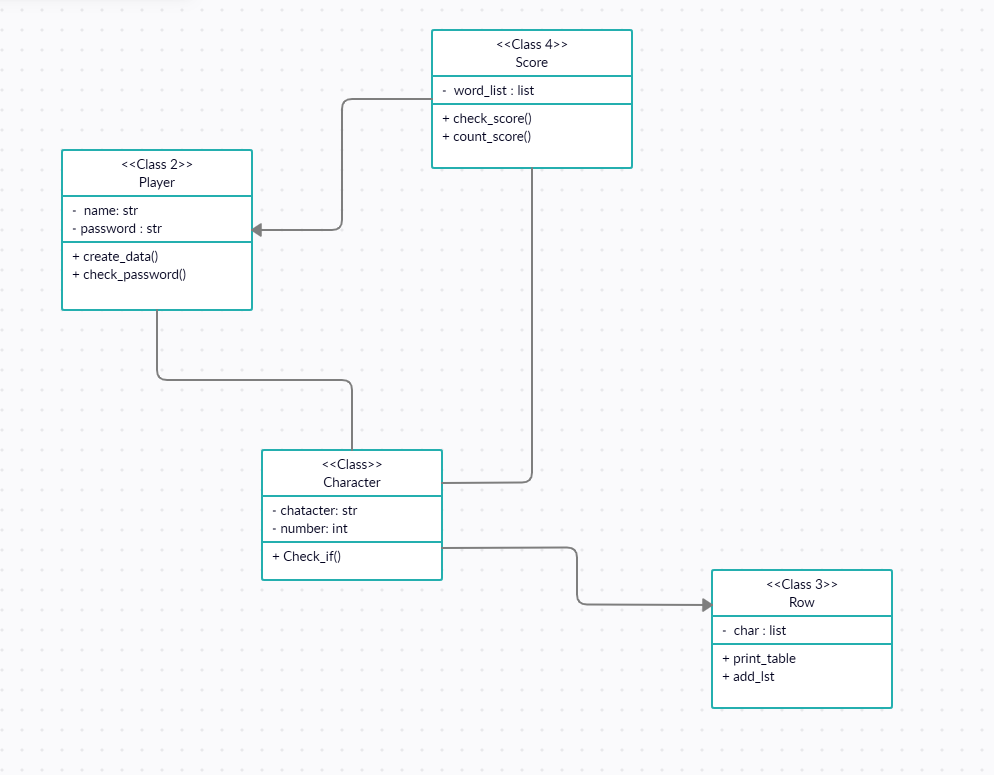 <<Class 4>>
Score
- word_list : list
+ check_score()
+ count_score()
<<Class 2>>
Player
- name: str
- password : str
+ create_data()
+ check_password()
<<Class>>
Character
- chatacter: str
- number: int
+ Check_if()
<<Class 3>>
Row
- char : list
+ print_table
+ add_lst